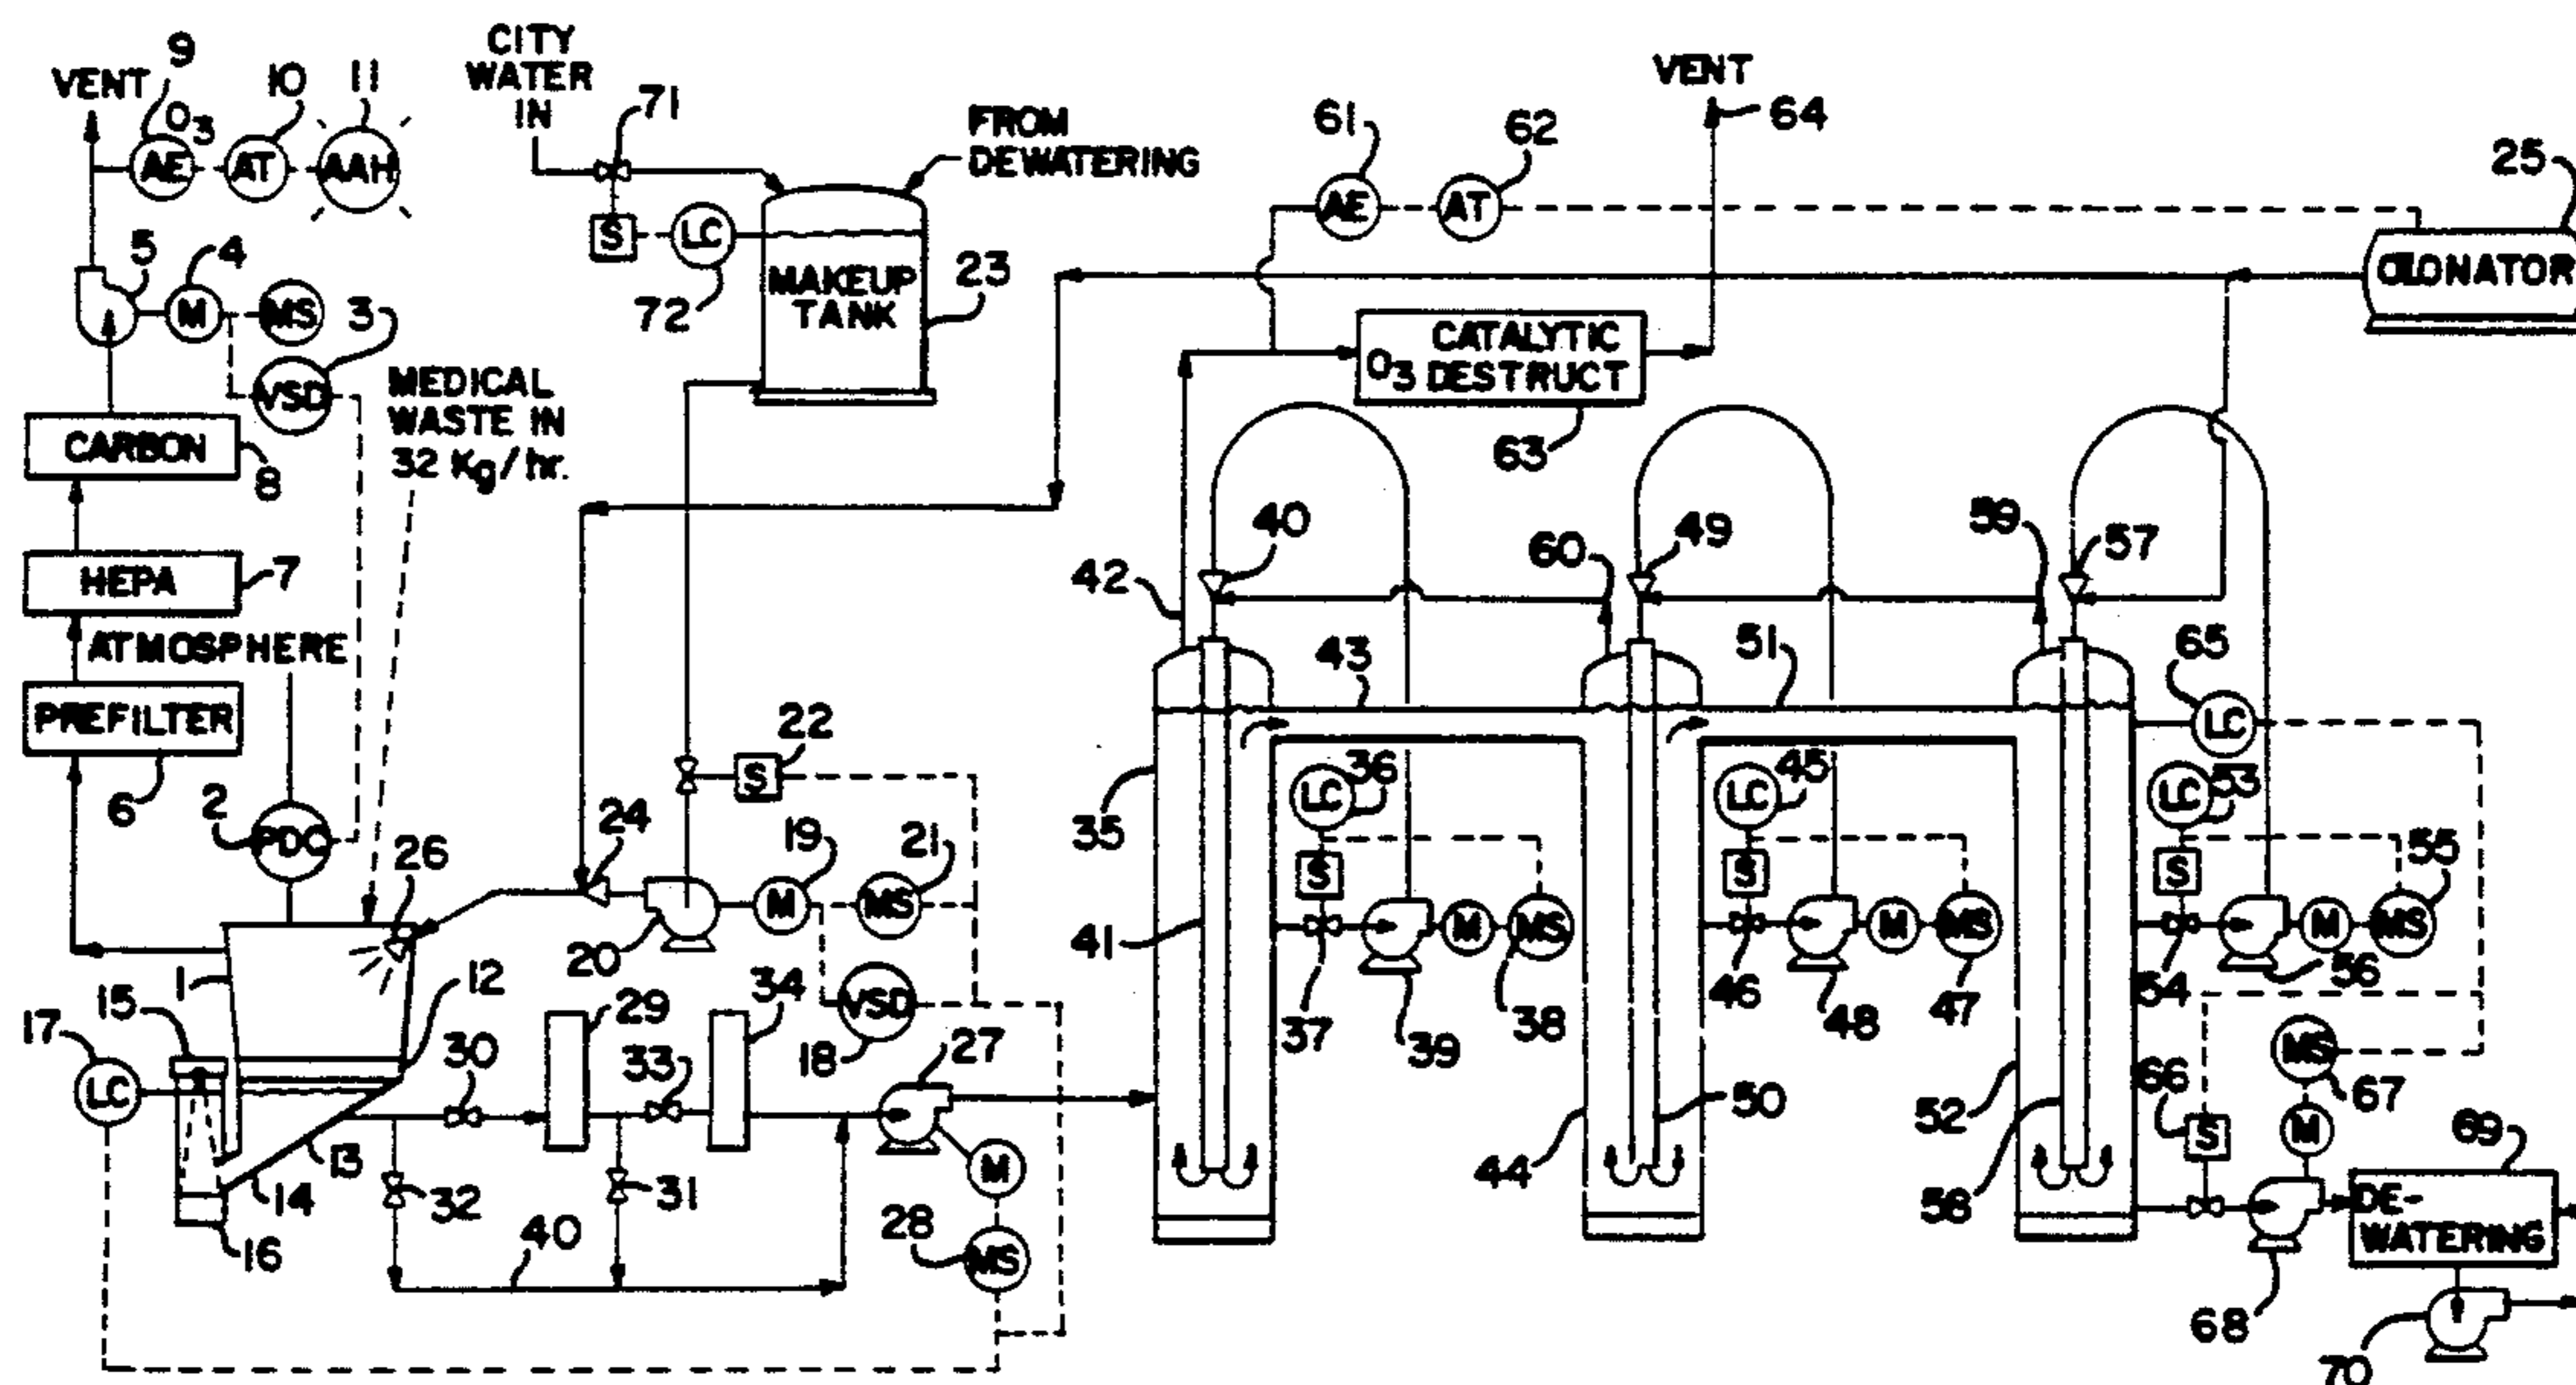 VENT
9
10
11
O3
AE
AT
AAH
5
4
M
MS
3
VSD
CARBON
8
HEPA
7
ATMOSPHERE
PREFILTER
6
2
PDC
MEDICAL
WASTE IN
32 Kg/hr.
CITY
WATER
IN
71
FROM
DEWATERING
S
LC
72
MAKEUP
TANK
23
VENT
64
61
62
AE
AT
25
OZONATOR
CATALYTIC
O3 DESTRUCT
63
40
42
60
49
59
57
43
51
65
LC
22
S
24
19
21
M
MS
20
VSD
18
26
1
12
15
17
LC
13
14
16
30
29
33
34
27
32
31
40
28
M
MS
35
41
36
LC
S
37
39
M
MS
38
44
50
45
LC
S
46
48
M
MS
47
52
58
53
LC
S
54
56
M
MS
55
66
S
MS
67
M
68
69
DE-
WATERING
70